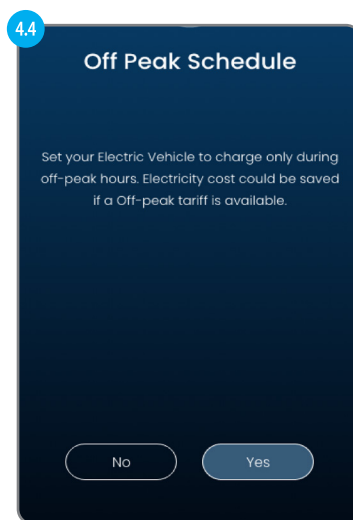 4.4
Off Peak Schedule
Set your Electric Vehicle to charge only during
off-peak hours. Electricity cost could be saved
if a Off-peak tariff is available.
No
Yes